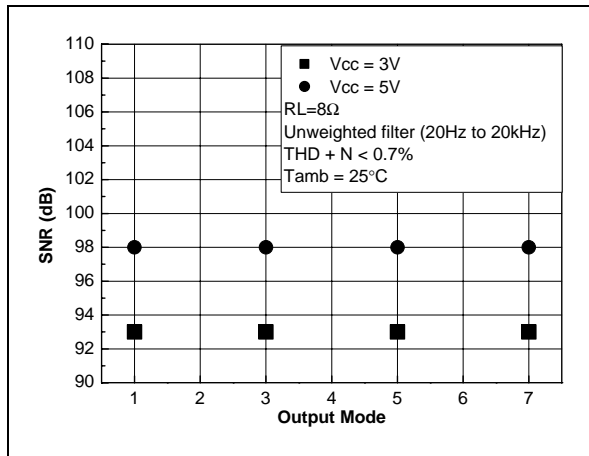 110
108
106
104
102
100
98
96
94
92
90
SNR (dB)
Vcc = 3V
Vcc = 5V
RL=8Ω
Unweighted filter (20Hz to 20kHz)
THD + N < 0.7%
Tamb = 25°C
1 2 3 4 5 6 7
Output Mode